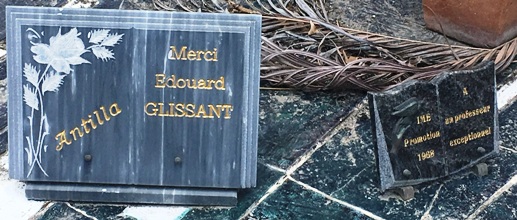 Antilla
Merci
Edouard
GLISSANT
IME
Promotion
1968
A
un professeur
exceptionnel